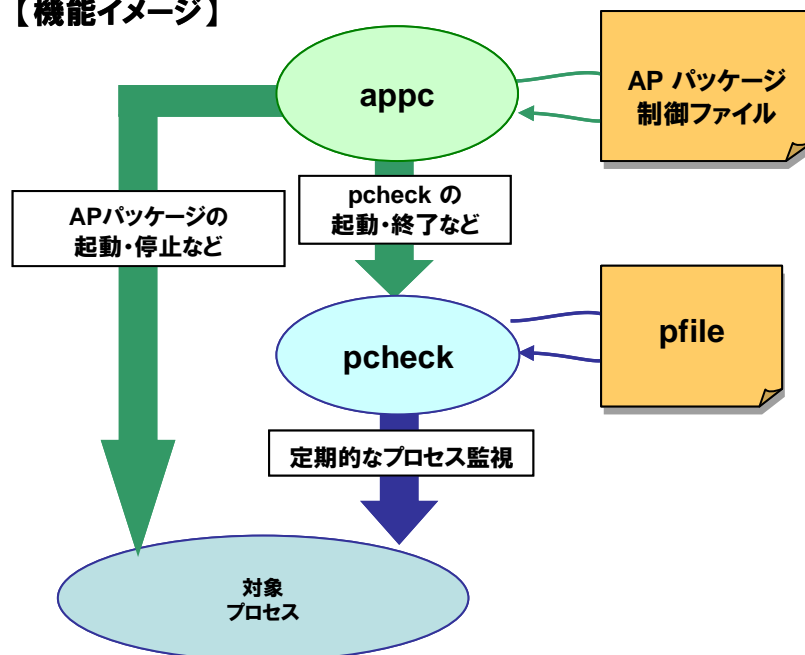 【機能イメージ】
appc
AP パッケージ
制御ファイル
APパッケージの
起動・停止など
pcheck の
起動・終了など
pcheck
pfile
定期的なプロセス監視
対象
プロセス